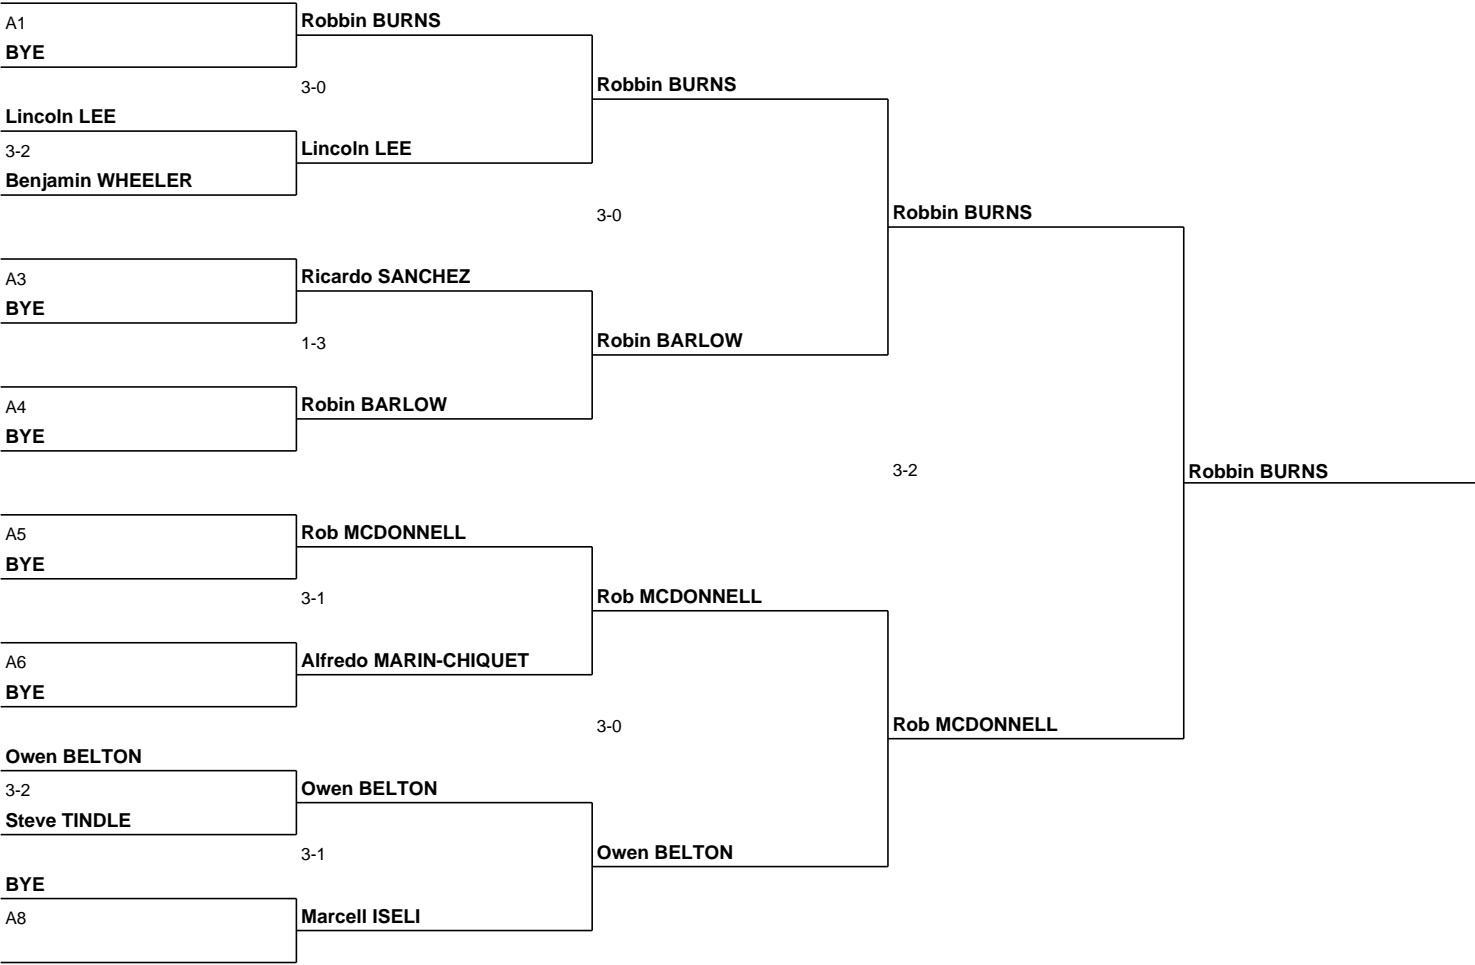 A1
BYE
Robbin BURNS
3-0
Robbin BURNS
Lincoln LEE
3-2
Benjamin WHEELER
Lincoln LEE
3-0
Robbin BURNS
A3
BYE
Ricardo SANCHEZ
1-3
Robin BARLOW
A4
BYE
Robin BARLOW
3-2
Robbin BURNS
A5
BYE
Rob MCDONNELL
3-1
Rob MCDONNELL
A6
BYE
Alfredo MARIN-CHIQUET
3-0
Rob MCDONNELL
Owen BELTON
3-2
Steve TINDLE
Owen BELTON
3-1
Owen BELTON
BYE
A8
Marcell ISELI